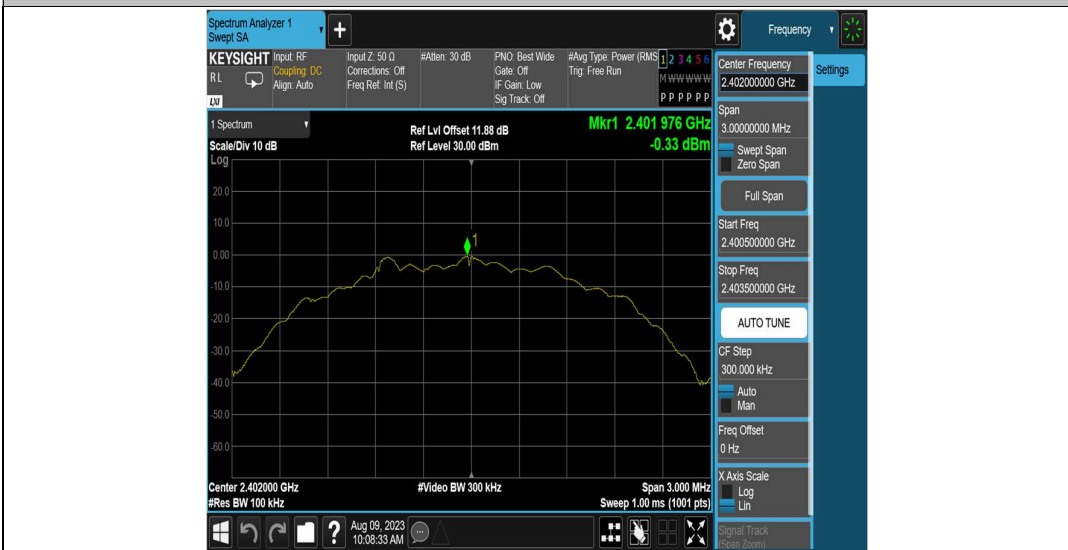 Spectrum Analyzer 1
Swept SA
+
Frequency
KEYSIGHT
RL
LXI
Input: RF
Coupling: DC
Align: Auto
Input Z: 50 Ω
Corrections: Off
Freq Ref: Int (S)
#Atten: 30 dB
PNO: Best Wide
Gate: Off
IF Gain: Low
Sig Track: Off
#Avg Type: Power (RMS
Trig: Free Run
1 2 3 4 5 6
M W W W W W
P P P P P P
1 Spectrum
Scale/Div 10 dB
Ref Lvl Offset 11.88 dB
Ref Level 30.00 dBm
Mkr1 2.401 976 GHz
-0.33 dBm
Log
20.0
10.0
0.00
-10.0
-20.0
-30.0
-40.0
-50.0
-60.0
1
Center 2.402000 GHz
#Res BW 100 kHz
#Video BW 300 kHz
Span 3.000 MHz
Sweep 1.00 ms (1001 pts)
Center Frequency
2.402000000 GHz
Settings
Span
3.00000000 MHz
Swept Span
Zero Span
Full Span
Start Freq
2.400500000 GHz
Stop Freq
2.403500000 GHz
AUTO TUNE
CF Step
300.000 kHz
Auto
Man
Freq Offset
0 Hz
X Axis Scale
Log
Lin
Signal Track
(Span Zoom)
?
Aug 09, 2023
10:08:33 AM